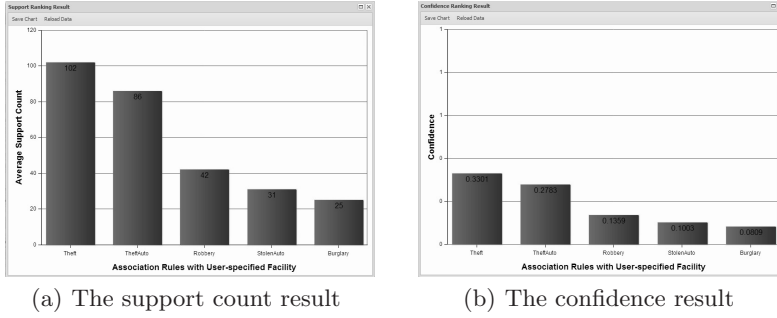 Support Ranking Result
Save Chart Reload Data
120
100
80
60
40
20
0
102
86
42
31
25
Average Support Count
Theft TheftAuto Robbery StolenAuto Burglary
Association Rules with User-specified Facility
(a) The support count result
Confidence Ranking Result
Save Chart Reload Data
1
1
1
0
0
0
0.3301
0.2783
0.1359
0.1003
0.0809
Confidence
Theft TheftAuto Robbery StolenAuto Burglary
Association Rules with User-specified Facility
(b) The confidence result